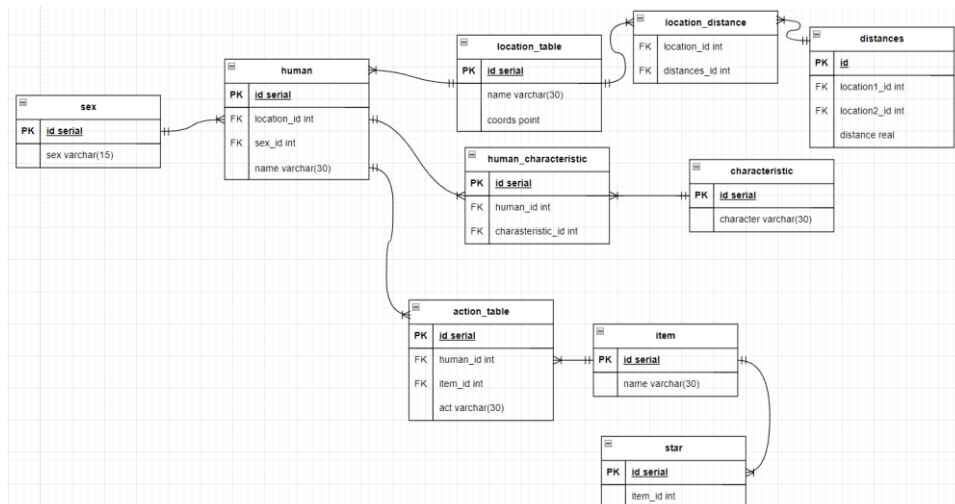 location_distance
FK location_id int
FK distances_id int
distances
PK id
FK location1_id int
FK location2_id int
distance real
location_table
PK id serial
name varchar(30)
coords point
human
PK id serial
FK location_id int
FK sex_id int
name varchar(30)
sex
PK id serial
sex varchar(15)
human_characteristic
PK id serial
FK human_id int
FK charasteristic_id int
characteristic
PK id serial
character varchar(30)
action_table
PK id serial
FK human_id int
FK item_id int
act varchar(30)
item
PK id serial
name varchar(30)
star
PK id serial
item_id int